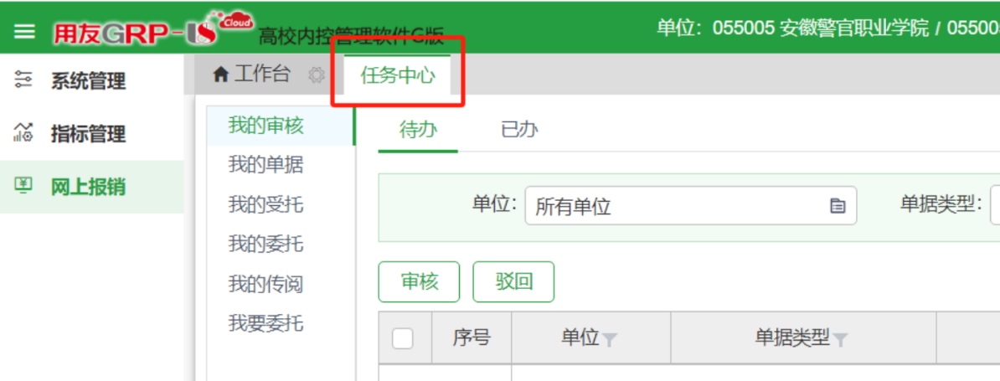 用友GRP-U8 Cloud 高校内控管理软件G版 单位：055005 安徽警官职业学院 / 05500
系统管理
指标管理
网上报销
工作台 任务中心
我的审核
我的单据
我的受托
我的委托
我的传阅
我要委托
待办 已办
单位： 所有单位 单据类型：
审核 驳回
序号 单位 单据类型